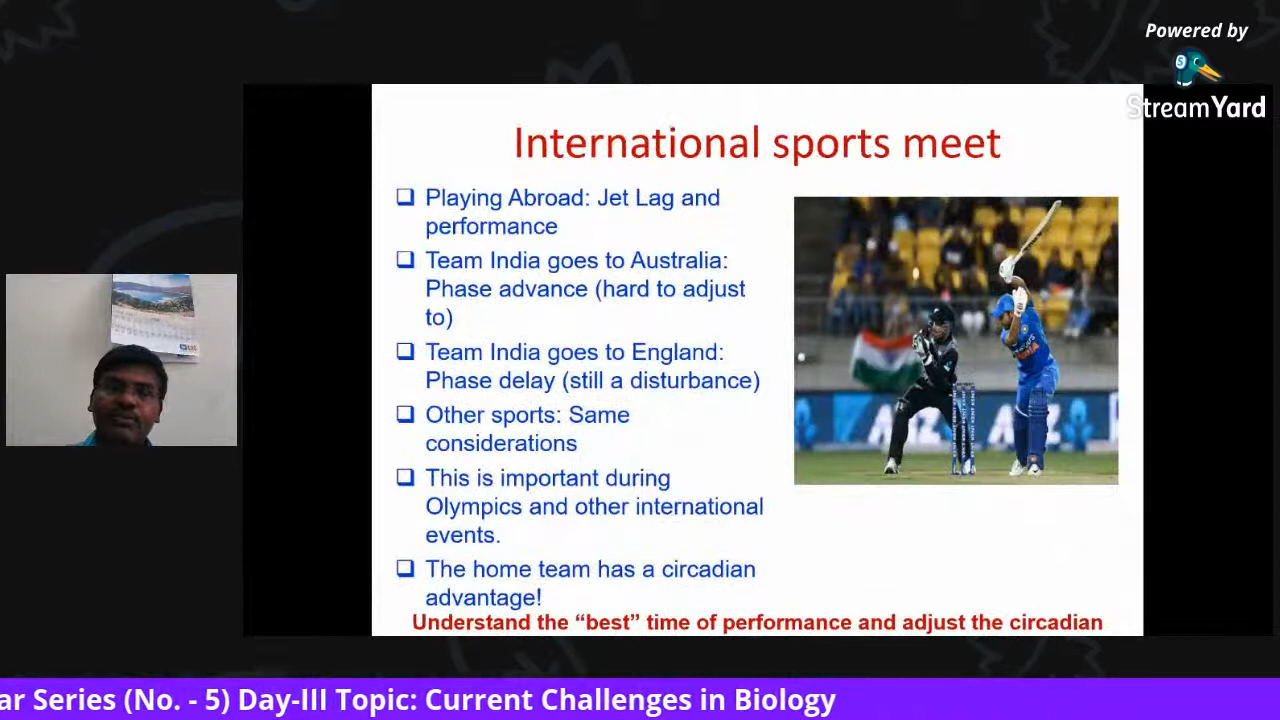 Powered by
StreamYard
International sports meet
Playing Abroad: Jet Lag and
performance
Team India goes to Australia:
Phase advance (hard to adjust
to)
Team India goes to England:
Phase delay (still a disturbance)
Other sports: Same
considerations
This is important during
Olympics and other international
events.
The home team has a circadian
advantage!
Understand the “best” time of performance and adjust the circadian
ar Series (No. - 5) Day-III Topic: Current Challenges in Biology